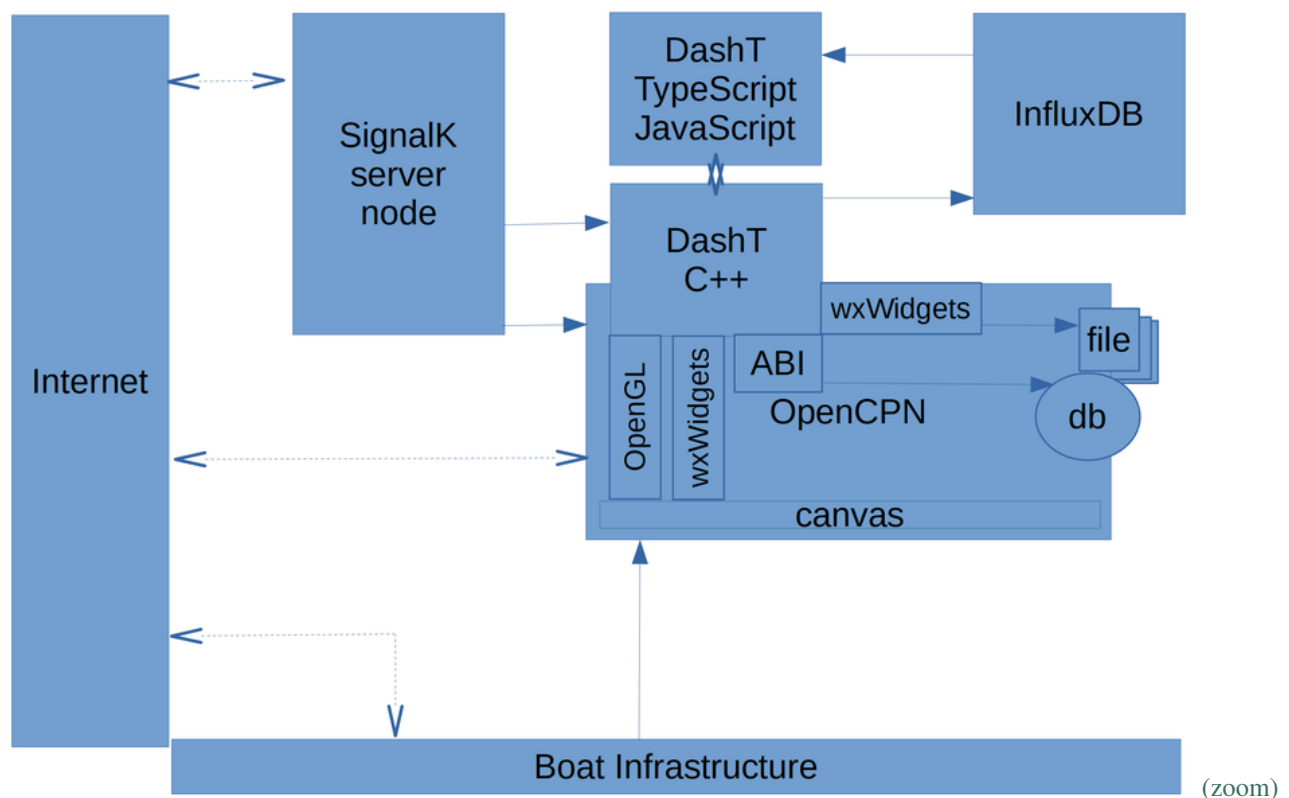 DashT
TypeScript
JavaScript
InfluxDB
SignalK
server
node
DashT
C++
wxWidgets
file
ABI
OpenGL
wxWidgets
OpenCPN
db
Internet
canvas
Boat Infrastructure
(zoom)